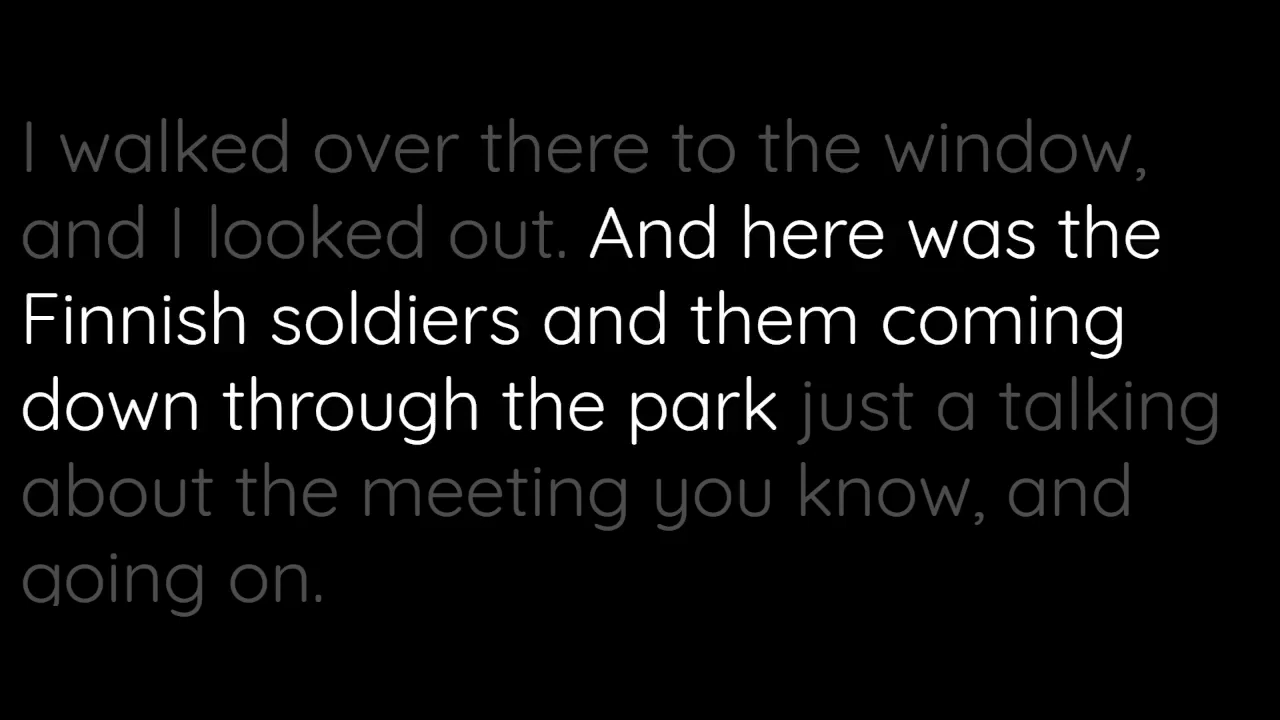 I walked over there to the window,
and I looked out. And here was the
Finnish soldiers and them coming
down through the park just a talking
about the meeting you know, and
going on.